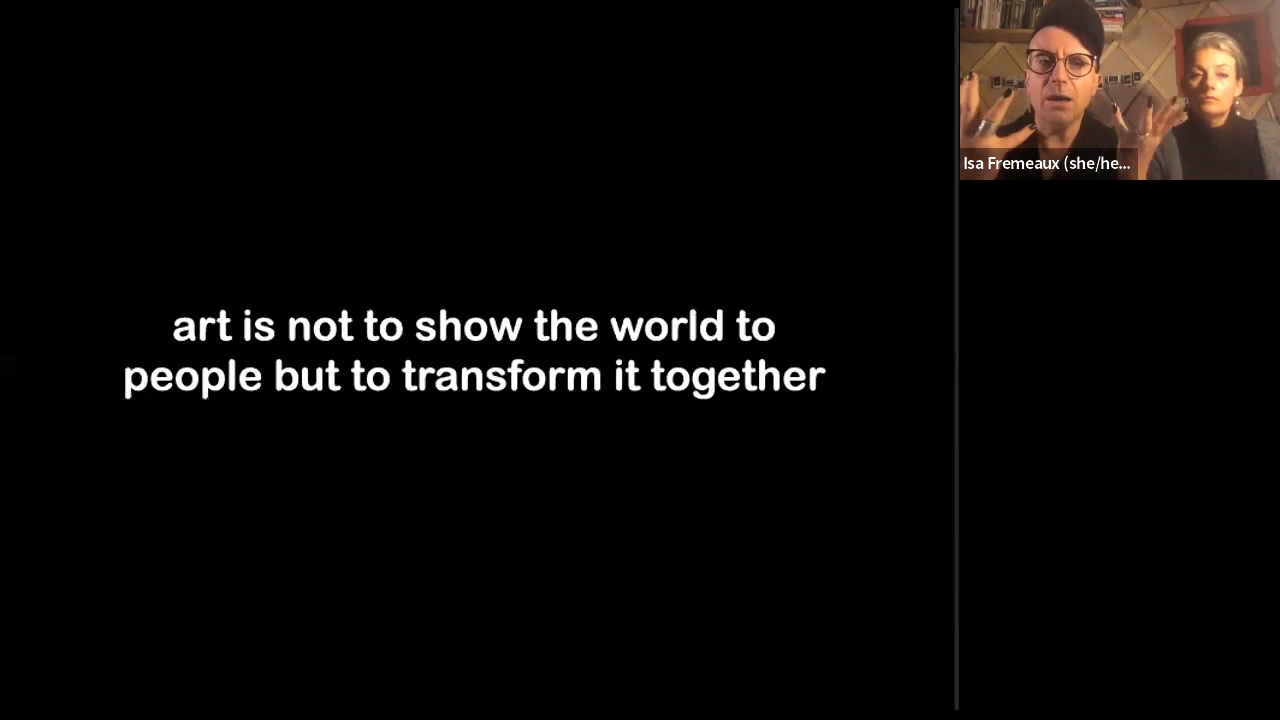 art is not to show the world to
people but to transform it together
Isa Fremeaux (she/he...